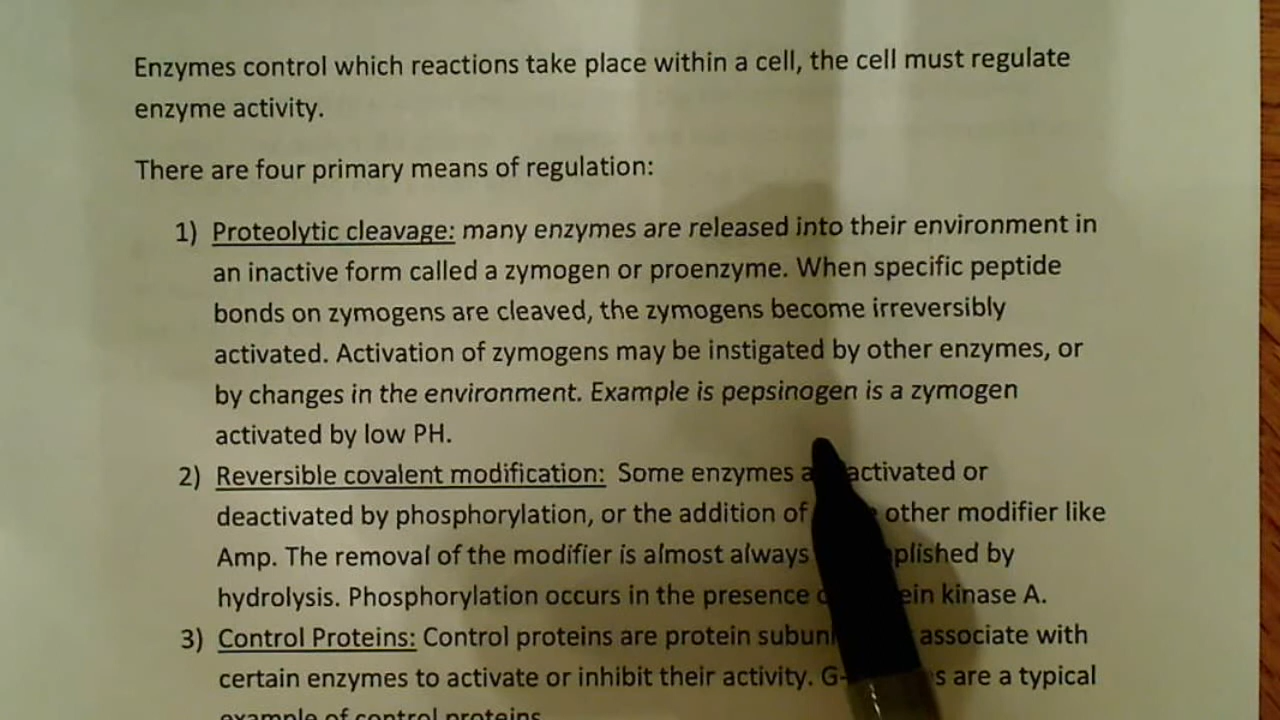 Enzymes control which reactions take place within a cell, the cell must regulate
enzyme activity.
There are four primary means of regulation:
1) Proteolytic cleavage: many enzymes are released into their environment in
an inactive form called a zymogen or proenzyme. When specific peptide
bonds on zymogens are cleaved, the zymogens become irreversibly
activated. Activation of zymogens may be instigated by other enzymes, or
by changes in the environment. Example is pepsinogen is a zymogen
activated by low PH.
2) Reversible covalent modification: Some enzymes activated or
deactivated by phosphorylation, or the addition of other modifier like
Amp. The removal of the modifier is almost always by
hydrolysis. Phosphorylation occurs in the presence kinase A.
3) Control Proteins: Control proteins are protein associate with
certain enzymes to activate or inhibit their activity. are a typical
example of control proteins